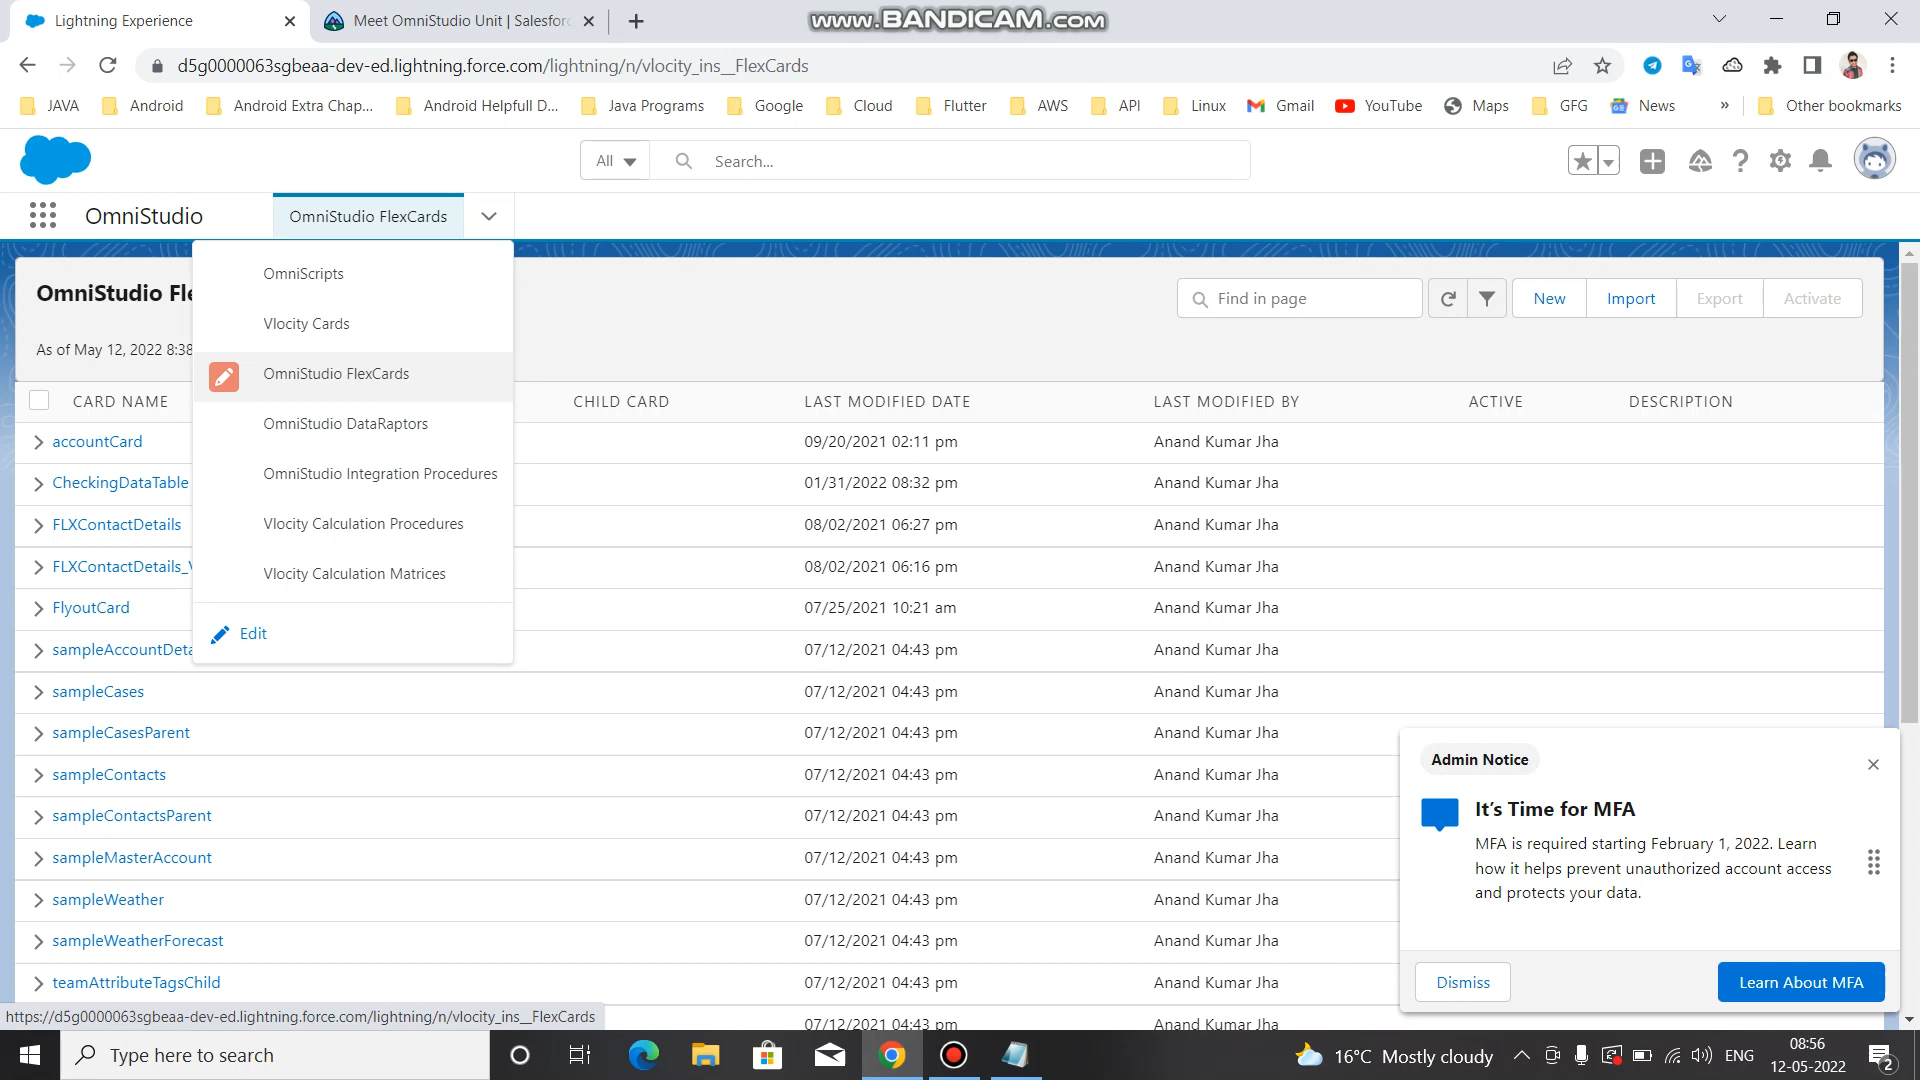 Lightning Experience
Meet OmniStudio Unit | Salesforc
www.BANDICAM.com
d5g0000063sgbeaa-dev-ed.lightning.force.com/lightning/n/vlocity_ins__FlexCards
JAVA Android Android Extra Chap... Android Helpfull D... Java Programs Google Cloud Flutter AWS API Linux Gmail YouTube Maps GFG News » Other bookmarks
All Search...
OmniStudio OmniStudio FlexCards
OmniScripts
Vlocity Cards
OmniStudio FlexCards
OmniStudio DataRaptors
OmniStudio Integration Procedures
Vlocity Calculation Procedures
Vlocity Calculation Matrices
Edit
OmniStudio Fle
Find in page New Import Export Activate
As of May 12, 2022 8:38
CARD NAME CHILD CARD LAST MODIFIED DATE LAST MODIFIED BY ACTIVE DESCRIPTION
accountCard 09/20/2021 02:11 pm Anand Kumar Jha
CheckingDataTable 01/31/2022 08:32 pm Anand Kumar Jha
FLXContactDetails 08/02/2021 06:27 pm Anand Kumar Jha
FLXContactDetails_V 08/02/2021 06:16 pm Anand Kumar Jha
FlyoutCard 07/25/2021 10:21 am Anand Kumar Jha
sampleAccountDeta 07/12/2021 04:43 pm Anand Kumar Jha
sampleCases 07/12/2021 04:43 pm Anand Kumar Jha
sampleCasesParent 07/12/2021 04:43 pm Anand Kumar Jha
sampleContacts 07/12/2021 04:43 pm Anand Kumar Jha
sampleContactsParent 07/12/2021 04:43 pm Anand Kumar Jha
sampleMasterAccount 07/12/2021 04:43 pm Anand Kumar Jha
sampleWeather 07/12/2021 04:43 pm Anand Kumar Jha
sampleWeatherForecast 07/12/2021 04:43 pm Anand Kumar Jha
teamAttributeTagsChild 07/12/2021 04:43 pm Anand Kumar Jha
07/12/2021 04:43 pm Anand Kumar Jha
Admin Notice
It's Time for MFA
MFA is required starting February 1, 2022. Learn
how it helps prevent unauthorized account access
and protects your data.
Dismiss Learn About MFA
https://d5g0000063sgbeaa-dev-ed.lightning.force.com/lightning/n/vlocity_ins__FlexCards
Type here to search
16°C Mostly cloudy
ENG
08:56
12-05-2022
2